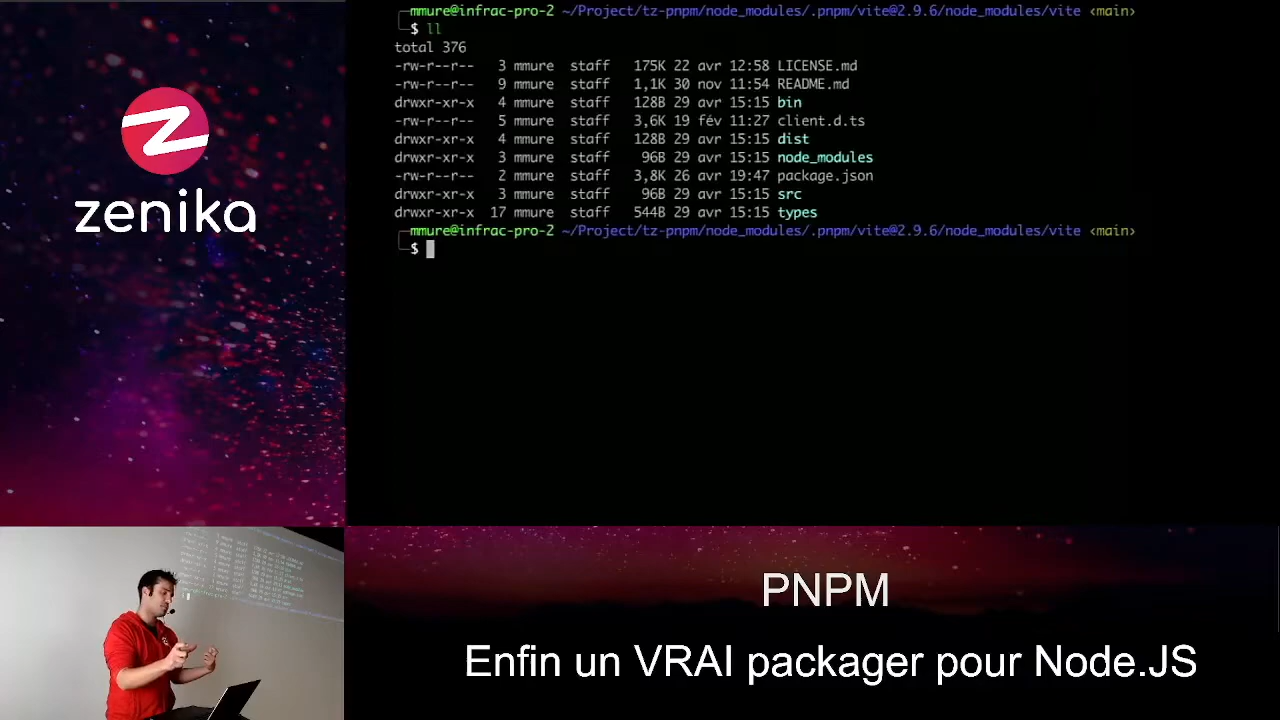 zenika
mmure@infrac-pro-2 ~/Project/tz-pnpm/node_modules/.pnpm/vite@2.9.6/node_modules/vite ‹main›
$ ll
total 376
-rw-r--r-- 3 mmure staff 175K 22 avr 12:58 LICENSE.md
-rw-r--r-- 9 mmure staff 1,1K 30 nov 11:54 README.md
drwxr-xr-x 4 mmure staff 128B 29 avr 15:15 bin
-rw-r--r-- 5 mmure staff 3,6K 19 fév 11:27 client.d.ts
drwxr-xr-x 4 mmure staff 128B 29 avr 15:15 dist
drwxr-xr-x 3 mmure staff 96B 29 avr 15:15 node_modules
-rw-r--r-- 2 mmure staff 3,8K 26 avr 19:47 package.json
drwxr-xr-x 3 mmure staff 96B 29 avr 15:15 src
drwxr-xr-x 17 mmure staff 544B 29 avr 15:15 types
mmure@infrac-pro-2 ~/Project/tz-pnpm/node_modules/.pnpm/vite@2.9.6/node_modules/vite ‹main›
$
PNPM
Enfin un VRAI packager pour Node.JS